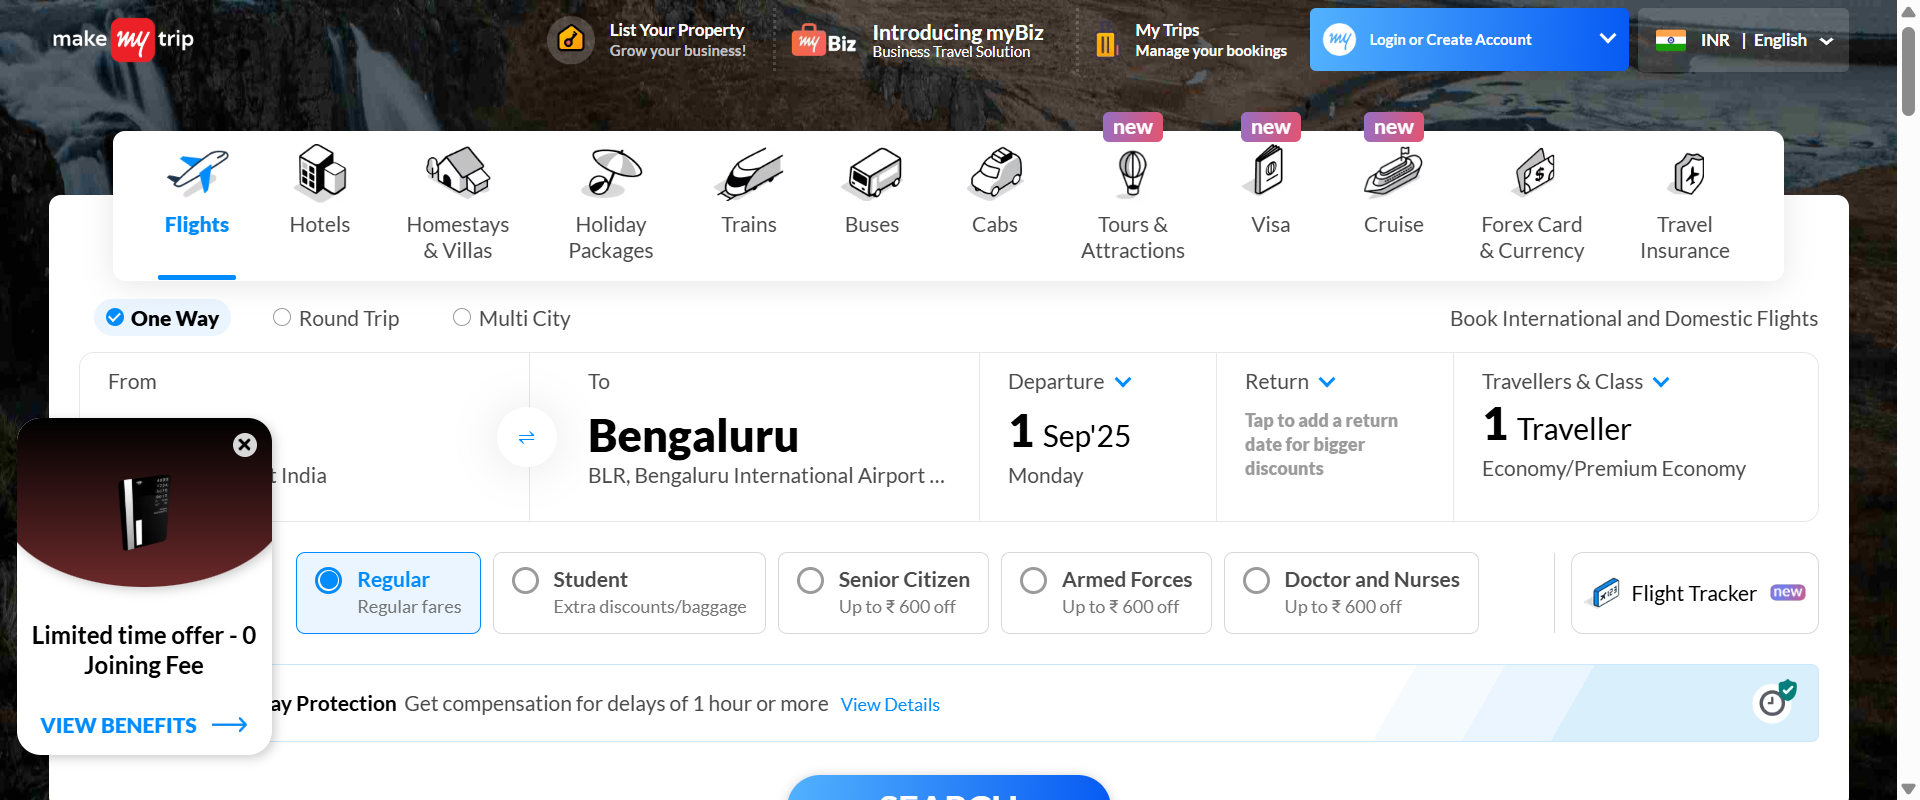 make my trip
List Your Property
Grow your business!
my Biz
Introducing myBiz
Business Travel Solution
My Trips
Manage your bookings
my
Login or Create Account
INR | English
new
new
new
Flights
Hotels
Homestays
& Villas
Holiday
Packages
Trains
Buses
Cabs
Tours &
Attractions
Visa
Cruise
Forex Card
& Currency
Travel
Insurance
One Way
Round Trip
Multi City
Book International and Domestic Flights
From
t India
To
Bengaluru
BLR, Bengaluru International Airport ...
Departure
1 Sep'25
Monday
Return
Tap to add a return
date for bigger
discounts
Travellers & Class
1 Traveller
Economy/Premium Economy
Regular
Regular fares
Student
Extra discounts/baggage
Senior Citizen
Up to ₹ 600 off
Armed Forces
Up to ₹ 600 off
Doctor and Nurses
Up to ₹ 600 off
Flight Tracker new
Limited time offer - 0
Joining Fee
VIEW BENEFITS
ay Protection Get compensation for delays of 1 hour or more View Details
SEARCH